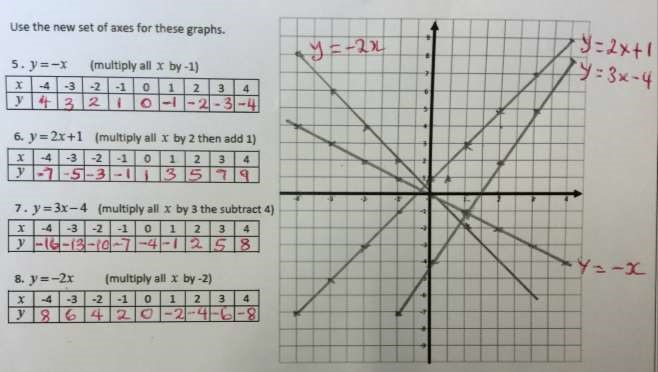 Use the new set of axes for these graphs.
5. y=-x (multiply all x by -1)
x -4 -3 -2 -1 0 1 2 3 4
y 4 3 2 1 0 -1 -2 -3 -4
6. y=2x+1 (multiply all x by 2 then add 1)
x -4 -3 -2 -1 0 1 2 3 4
y -7 -5 -3 -1 1 3 5 7 9
7. y=3x-4 (multiply all x by 3 the subtract 4)
x -4 -3 -2 -1 0 1 2 3 4
y -16 -13 -10 -7 -4 -1 2 5 8
8. y=-2x (multiply all x by -2)
x -4 -3 -2 -1 0 1 2 3 4
y 8 6 4 2 0 -2 -4 -6 -8
y=-2x
y=2x+1
y=3x-4
y=-x